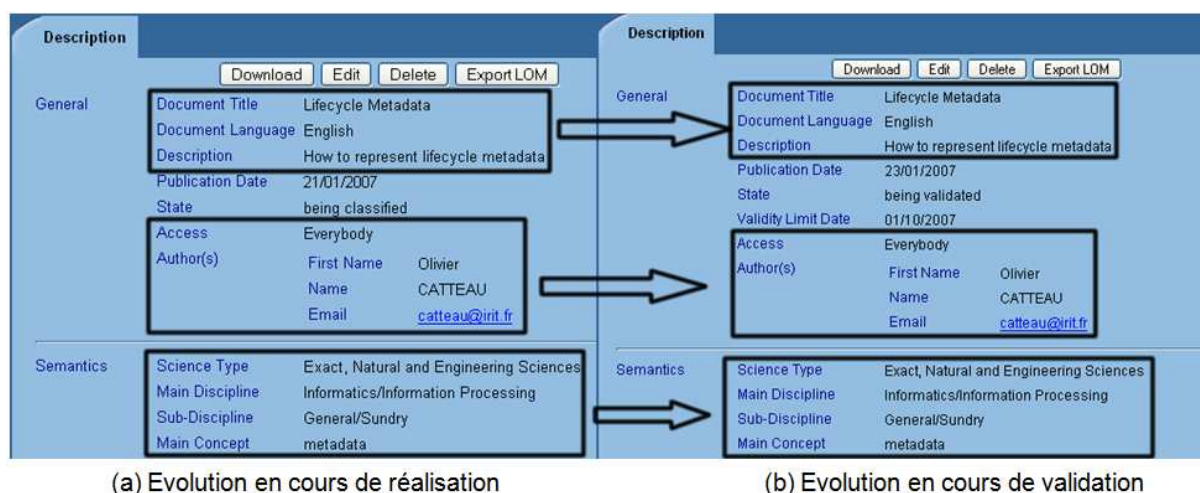 Description
Download Edit Delete Export LOM
General
Document Title Lifecycle Metadata
Document Language English
Description How to represent lifecycle metadata
Publication Date 21/01/2007
State being classified
Access Everybody
Author(s)
First Name Olivier
Name CATTEAU
Email catteau@irit.fr
Semantics
Science Type Exact, Natural and Engineering Sciences
Main Discipline Informatics/Information Processing
Sub-Discipline General/Sundry
Main Concept metadata
(a) Evolution en cours de réalisation
Description
Download Edit Delete Export LOM
General
Document Title Lifecycle Metadata
Document Language English
Description How to represent lifecycle metadata
Publication Date 23/01/2007
State being validated
Validity Limit Date 01/10/2007
Access Everybody
Author(s)
First Name Olivier
Name CATTEAU
Email catteau@irit.fr
Semantics
Science Type Exact, Natural and Engineering Sciences
Main Discipline Informatics/Information Processing
Sub-Discipline General/Sundry
Main Concept metadata
(b) Evolution en cours de validation